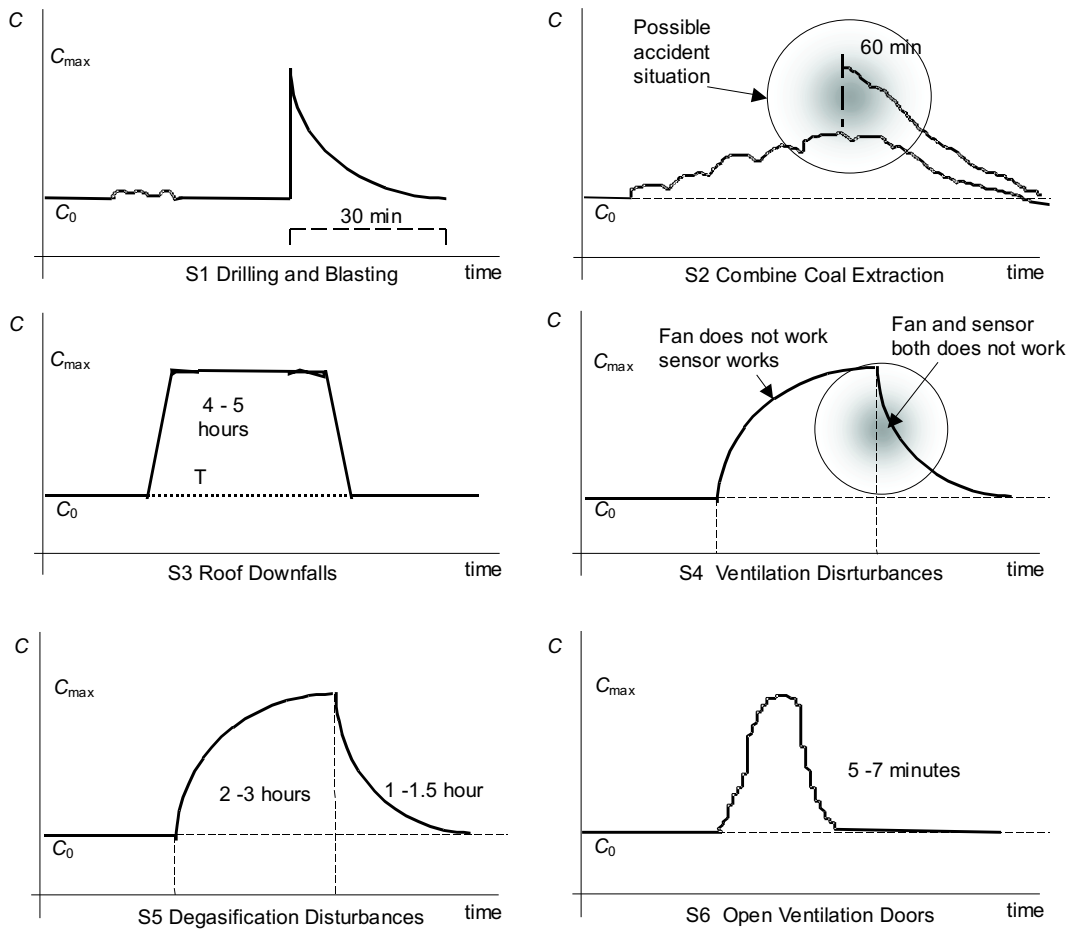 C
C
Possible
accident
situation
60 min
Cmax
C0
C0
30 min
S1 Drilling and Blasting
time
S2 Combine Coal Extraction
time
C
C
Fan does not work
sensor works
Fan and sensor
both does not work
Cmax
Cmax
4 - 5
hours
T
C0
C0
S3 Roof Downfalls
time
S4 Ventilation Disrturbances
time
C
C
Cmax
Cmax
2 -3 hours
1 -1.5 hour
5 -7 minutes
C0
C0
S5 Degasification Disturbances
time
S6 Open Ventilation Doors
time